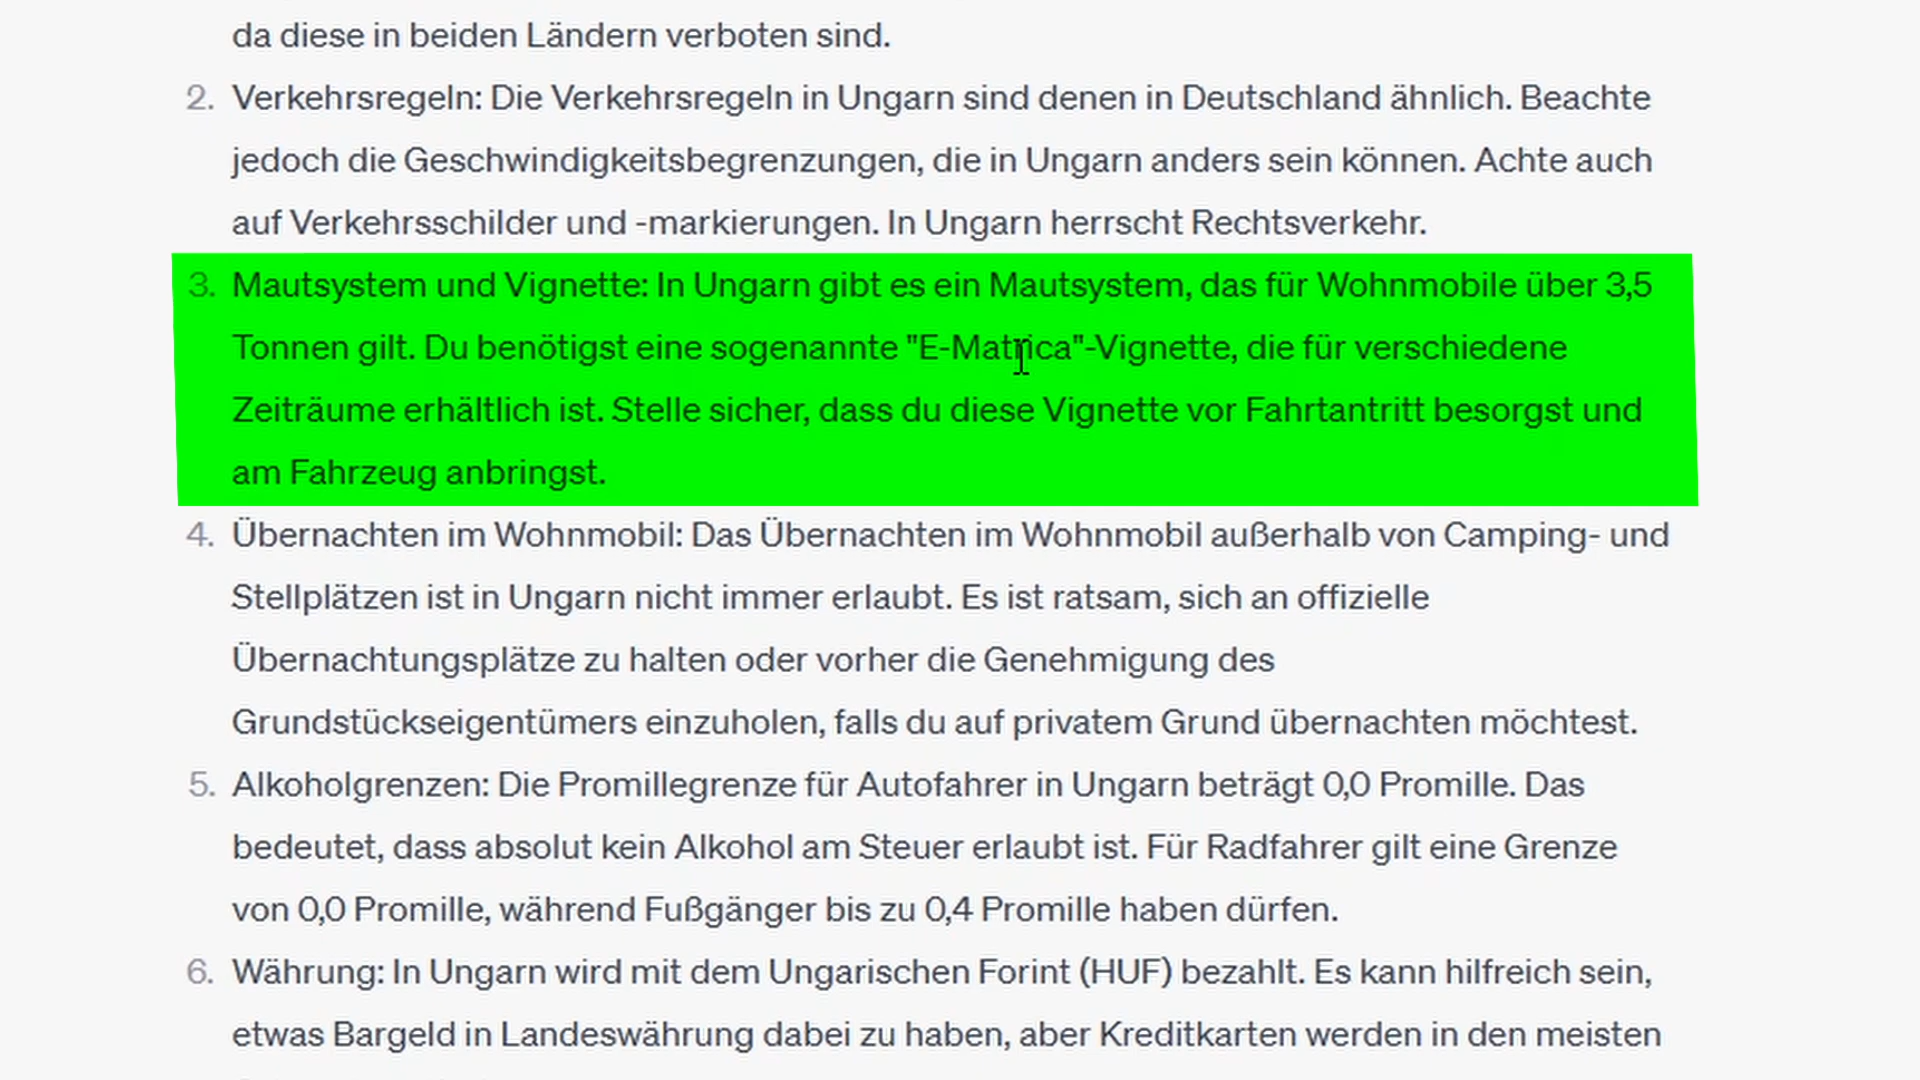 da diese in beiden Ländern verboten sind.
2. Verkehrsregeln: Die Verkehrsregeln in Ungarn sind denen in Deutschland ähnlich. Beachte
jedoch die Geschwindigkeitsbegrenzungen, die in Ungarn anders sein können. Achte auch
auf Verkehrsschilder und -markierungen. In Ungarn herrscht Rechtsverkehr.
3. Mautsystem und Vignette: In Ungarn gibt es ein Mautsystem, das für Wohnmobile über 3,5
Tonnen gilt. Du benötigst eine sogenannte "E-Matrica"-Vignette, die für verschiedene
Zeiträume erhältlich ist. Stelle sicher, dass du diese Vignette vor Fahrtantritt besorgst und
am Fahrzeug anbringst.
4. Übernachten im Wohnmobil: Das Übernachten im Wohnmobil außerhalb von Camping- und
Stellplätzen ist in Ungarn nicht immer erlaubt. Es ist ratsam, sich an offizielle
Übernachtungsplätze zu halten oder vorher die Genehmigung des
Grundstückseigentümers einzuholen, falls du auf privatem Grund übernachten möchtest.
5. Alkoholgrenzen: Die Promillegrenze für Autofahrer in Ungarn beträgt 0,0 Promille. Das
bedeutet, dass absolut kein Alkohol am Steuer erlaubt ist. Für Radfahrer gilt eine Grenze
von 0,0 Promille, während Fußgänger bis zu 0,4 Promille haben dürfen.
6. Währung: In Ungarn wird mit dem Ungarischen Forint (HUF) bezahlt. Es kann hilfreich sein,
etwas Bargeld in Landeswährung dabei zu haben, aber Kreditkarten werden in den meisten